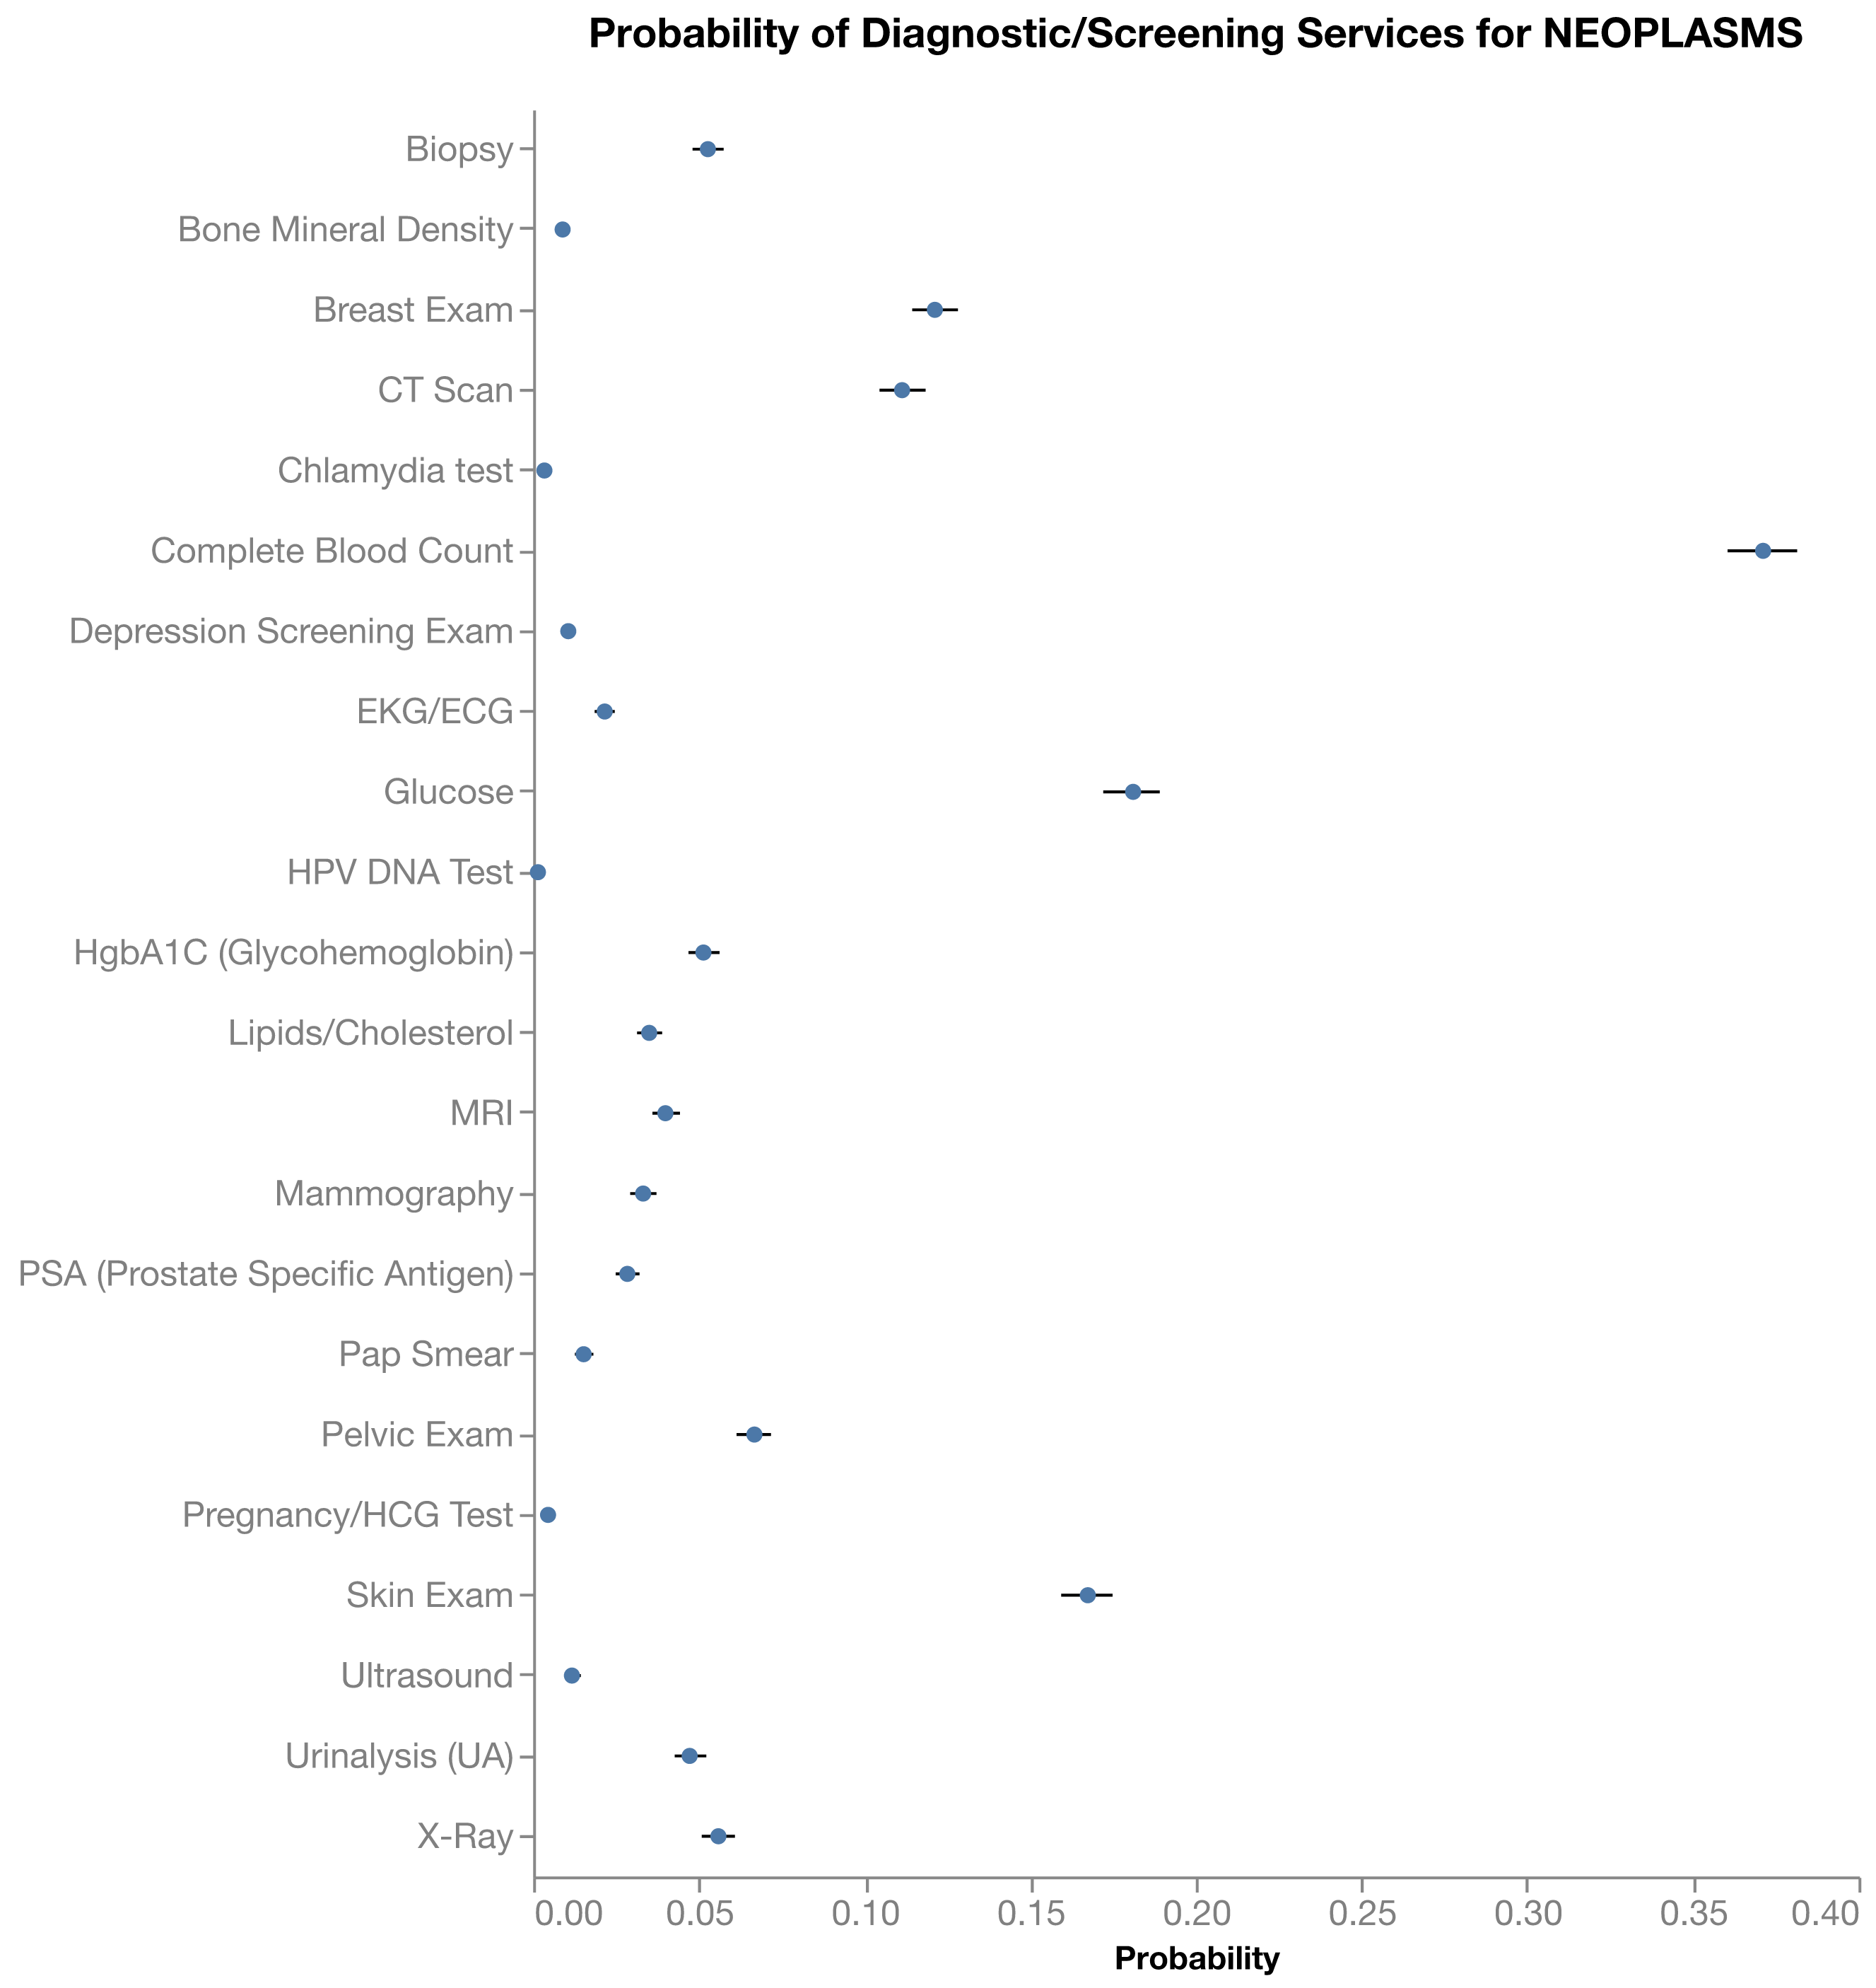 Probability of Diagnostic/Screening Services for NEOPLASMS
Biopsy
Bone Mineral Density
Breast Exam
CT Scan
Chlamydia test
Complete Blood Count
Depression Screening Exam
EKG/ECG
Glucose
HPV DNA Test
HgbA1C (Glycohemoglobin)
Lipids/Cholesterol
MRI
Mammography
PSA (Prostate Specific Antigen)
Pap Smear
Pelvic Exam
Pregnancy/HCG Test
Skin Exam
Ultrasound
Urinalysis (UA)
X-Ray
0.00 0.05 0.10 0.15 0.20 0.25 0.30 0.35 0.40
Probability